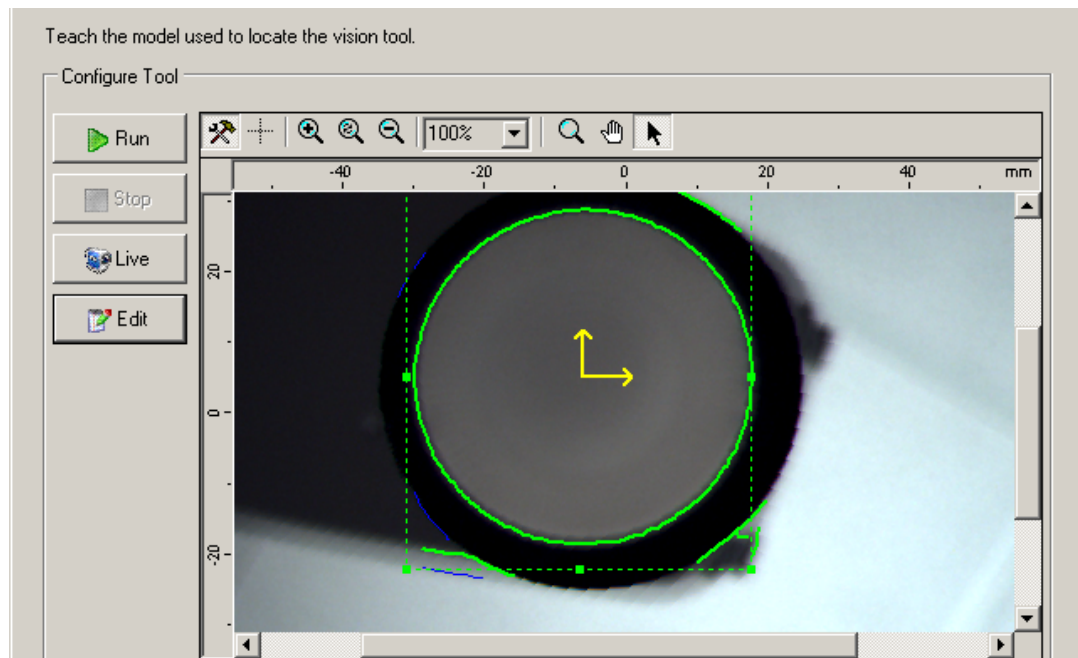 Teach the model used to locate the vision tool.
Configure Tool
Run
100%
Stop
-40 -20 0 20 40 mm
Live
20
Edit
0
-20